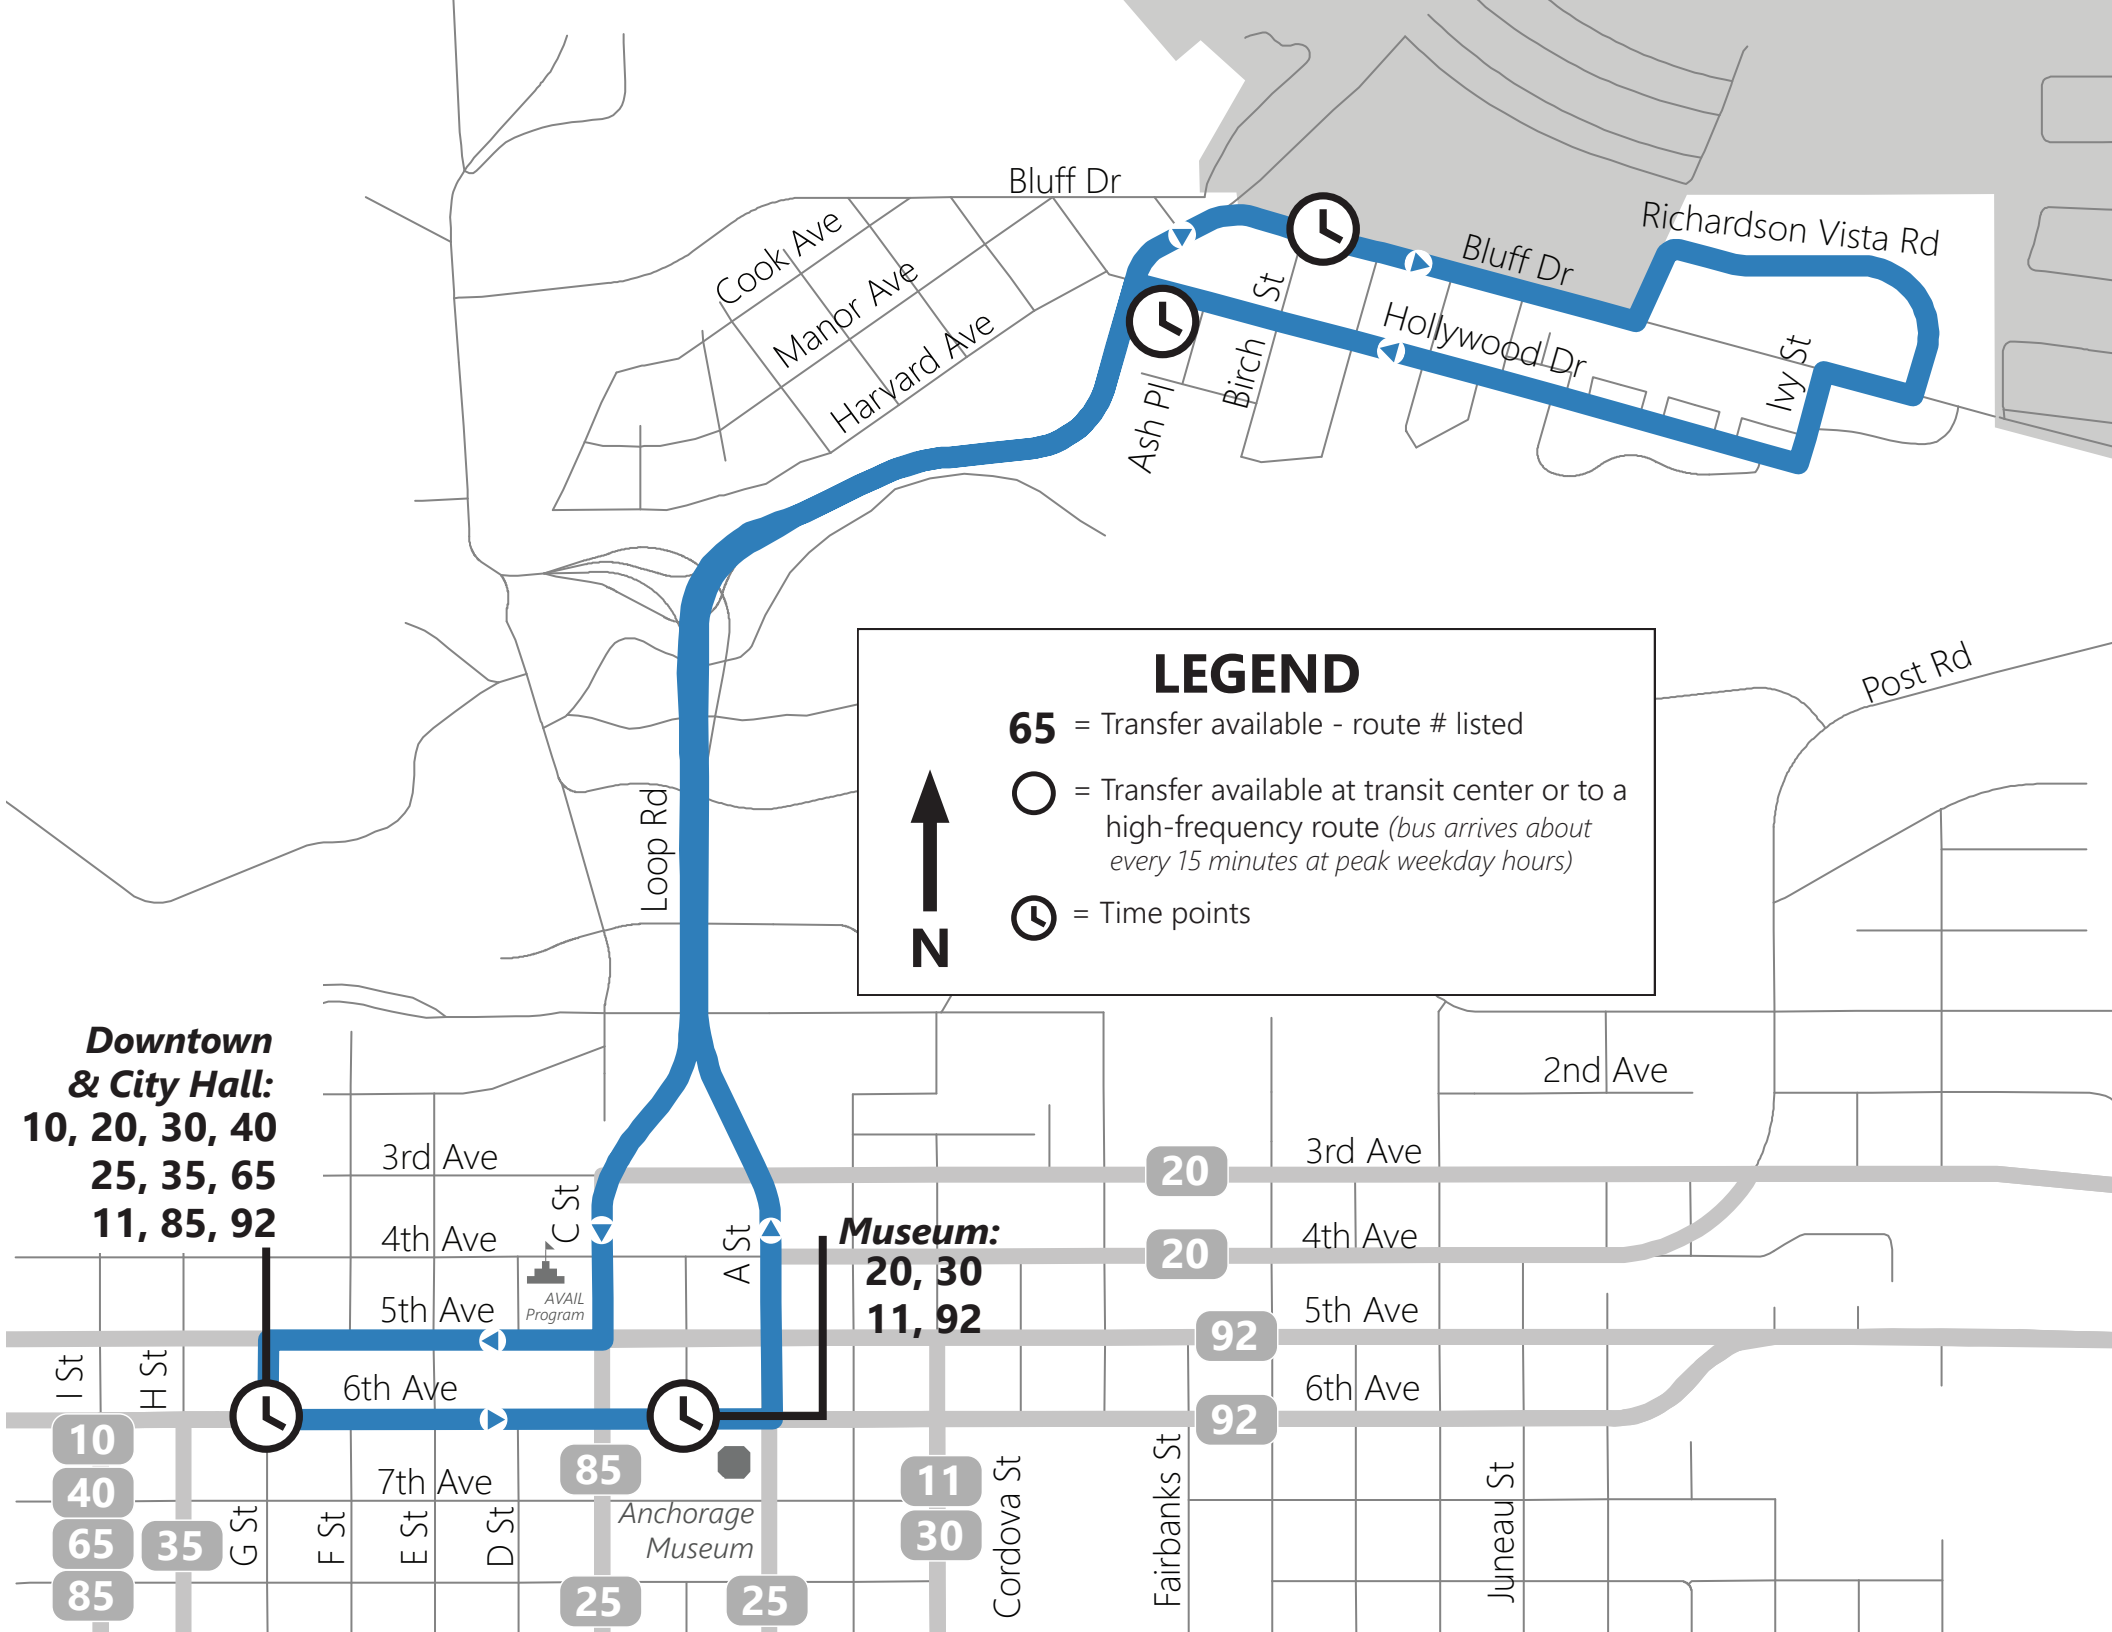 Bluff Dr
Cook Ave
Manor Ave
Harvard Ave
Richardson Vista Rd
Bluff Dr
Hollywood Dr
Birch St
Ivy St
Ash Pl
Loop Rd
Post Rd
LEGEND
65 = Transfer available - route # listed
= Transfer available at transit center or to a
high-frequency route (bus arrives about
every 15 minutes at peak weekday hours)
= Time points
N
Downtown
& City Hall:
10, 20, 30, 40
25, 35, 65
11, 85, 92
2nd Ave
3rd Ave
20
3rd Ave
C St
A St
Museum:
20, 30
11, 92
4th Ave
20
4th Ave
AVAIL
Program
5th Ave
92
5th Ave
I St
H St
6th Ave
92
6th Ave
10
40
65
85
35
7th Ave
G St
F St
E St
D St
85
25
Anchorage
Museum
25
11
30
Cordova St
Fairbanks St
Juneau St